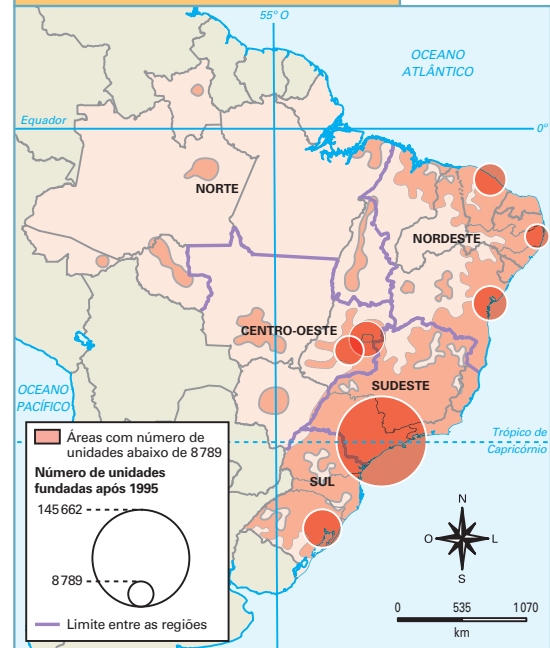 55º O
OCEANO
ATLÂNTICO
Equador
0º
NORTE
NORDESTE
CENTRO-OESTE
SUDESTE
OCEANO
PACÍFICO
Trópico de
Capricórnio
SUL
Áreas com número de
unidades abaixo de 8 789
Número de unidades
fundadas após 1995
145 662
8 789
Limite entre as regiões
N
O
L
S
0 535 1 070
km